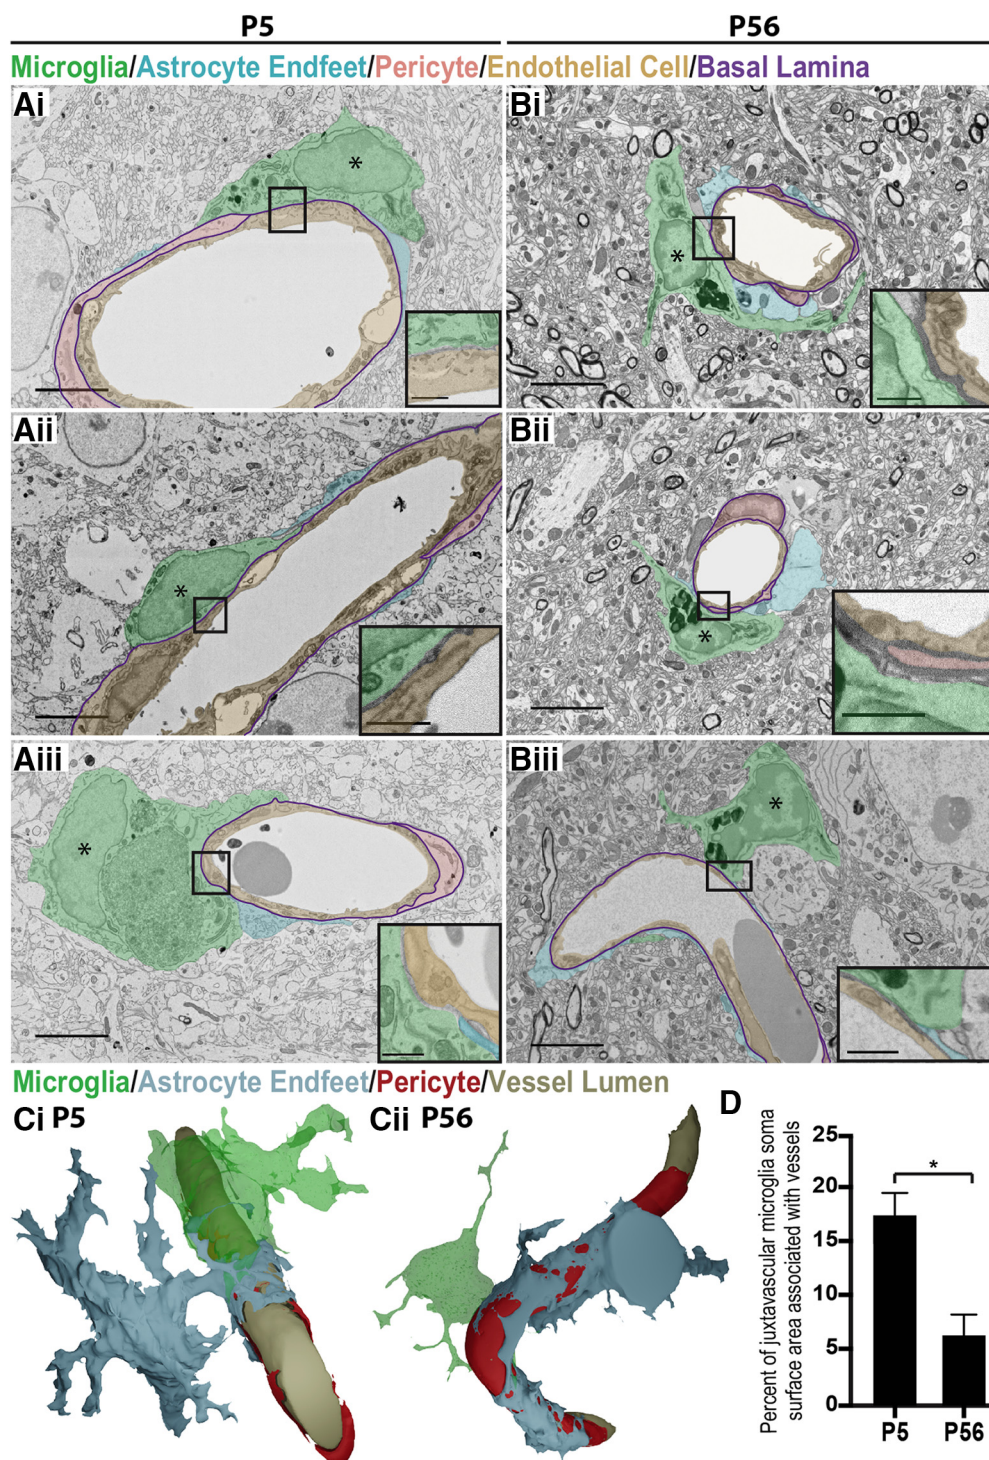 P5 P56
Microglia/Astrocyte Endfeet/Pericyte/Endothelial Cell/Basal Lamina
Ai Bi
*
*
Aii Bii
*
*
Aiii Biii
*
*
Microglia/Astrocyte Endfeet/Pericyte/Vessel Lumen
Ci P5 Cii P56 D
Percent of juxtavascular microglia soma
surface area associated with vessels
25
20
15
10
5
0
*
P5 P56